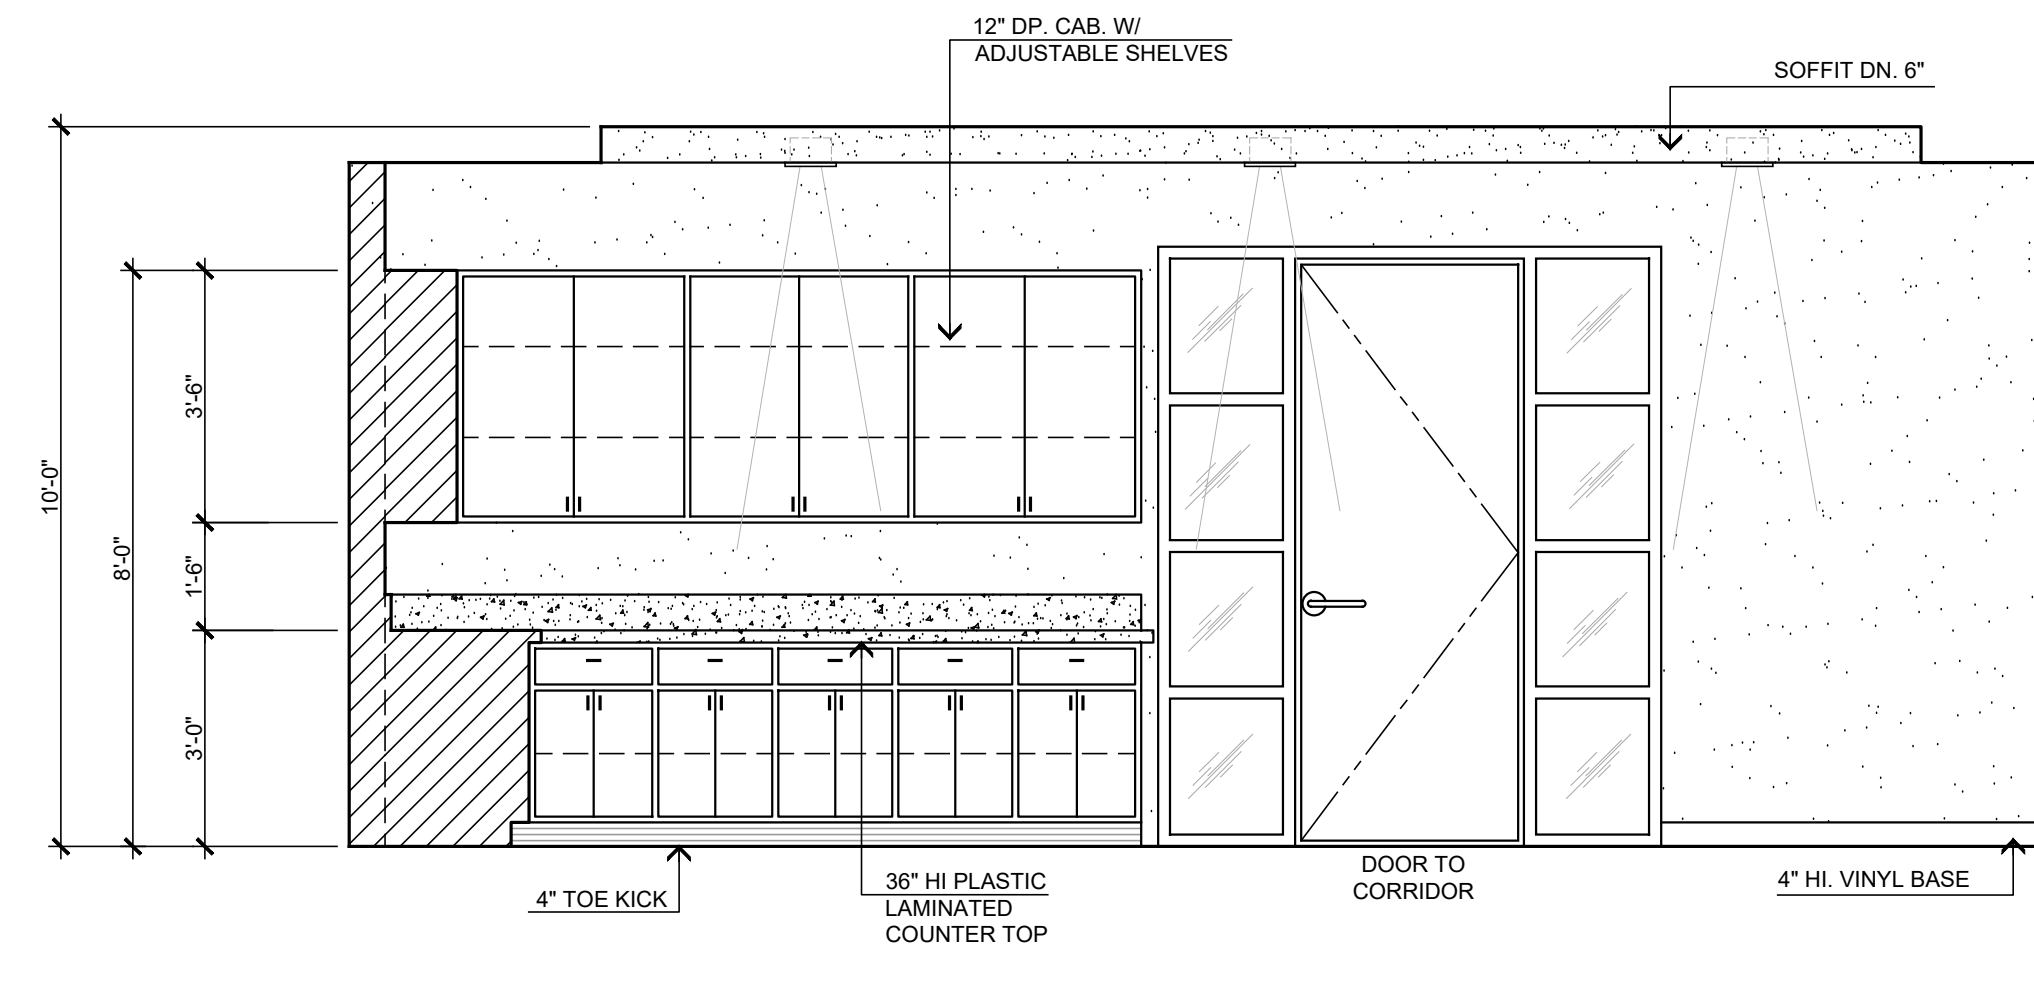 12" DP. CAB. W/
ADJUSTABLE SHELVES
SOFFIT DN. 6"
10'-0"
8'-0"
3'-6"
1'-6"
3'-0"
4" TOE KICK
36" HI PLASTIC
LAMINATED
COUNTER TOP
DOOR TO
CORRIDOR
4" HI. VINYL BASE